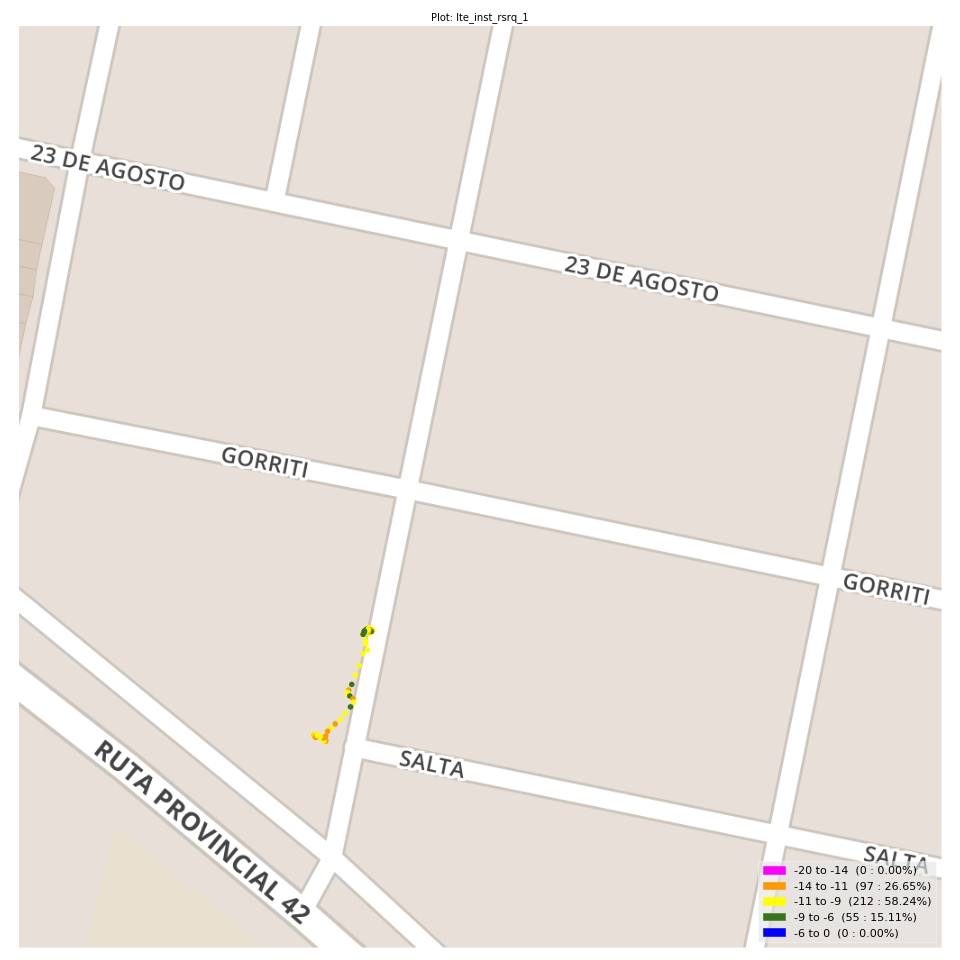 Plot: lte_inst_rsrq_1
23 DE AGOSTO
23 DE AGOSTO
GORRITI
GORRITI
SALTA
RUTA PROVINCIAL 42
SALTA
-20 to -14 (0 : 0.00%)
-14 to -11 (97 : 26.65%)
-11 to -9 (212 : 58.24%)
-9 to -6 (55 : 15.11%)
-6 to 0 (0 : 0.00%)